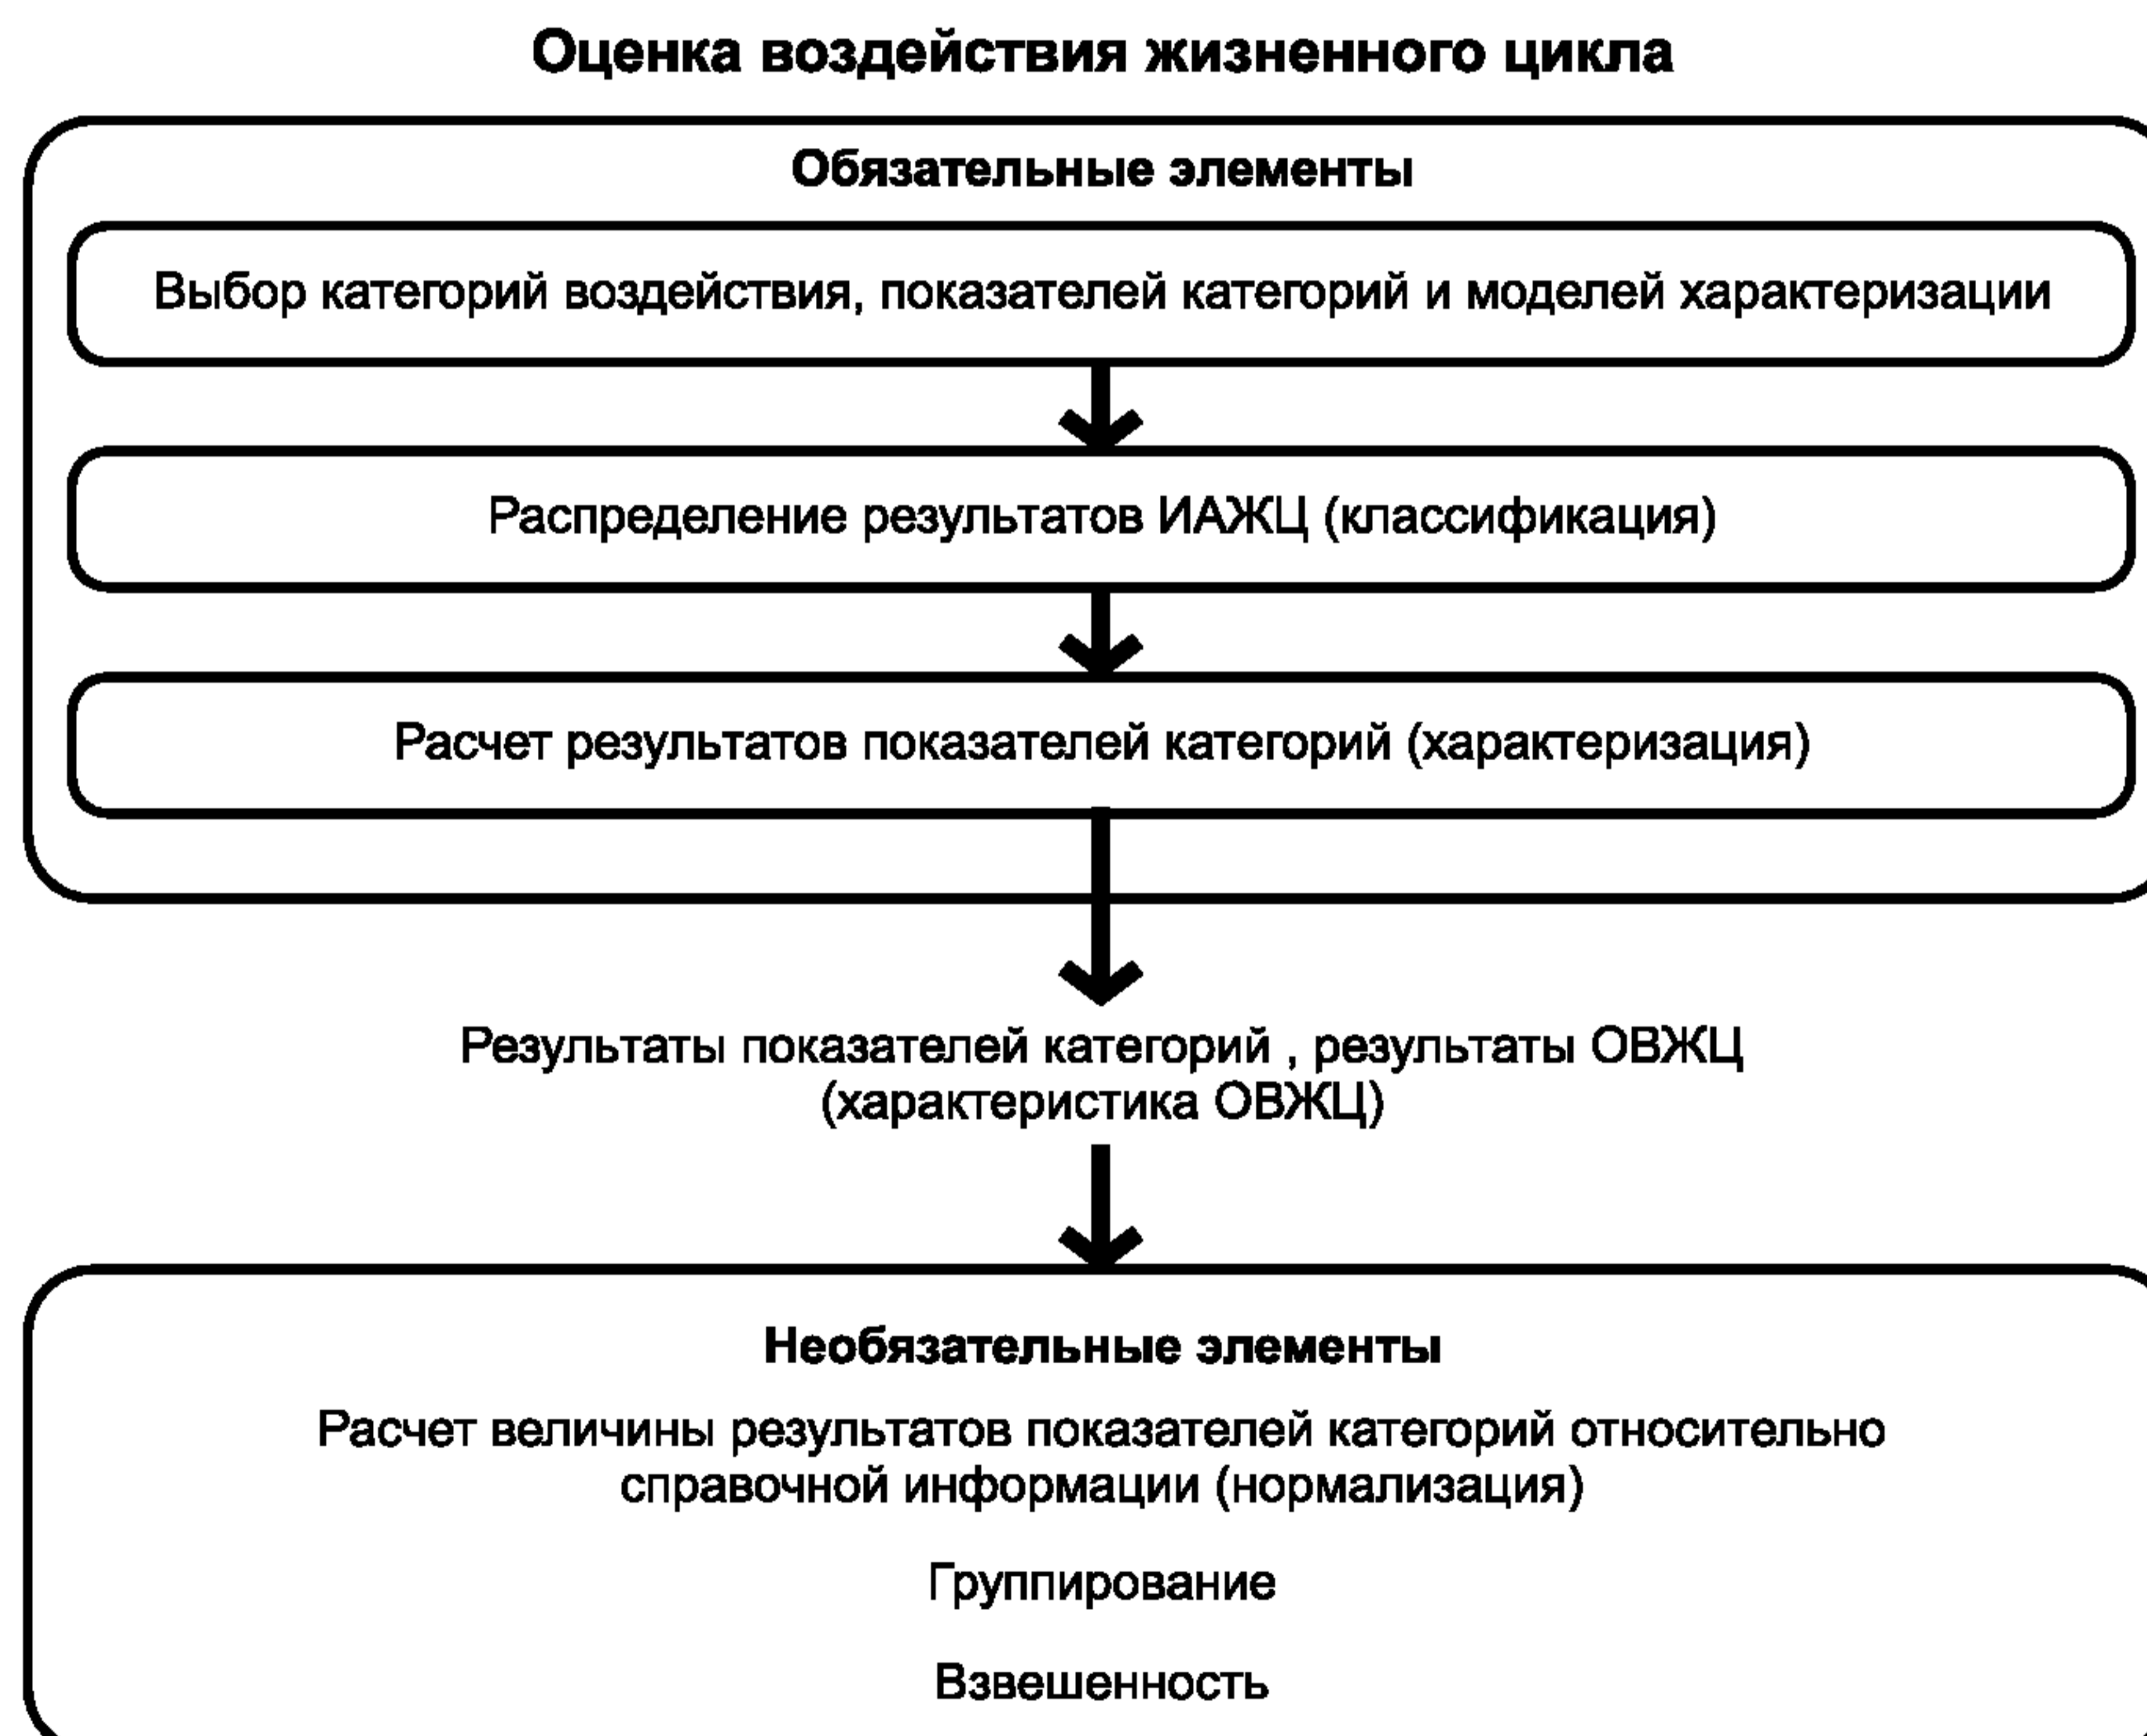 Оценка воздействия жизненного цикла
Обязательные элементы
Выбор категорий воздействия, показателей категорий и моделей характеризации
Распределение результатов ИАЖЦ (классификация)
Расчет результатов показателей категорий (характеризация)
Результаты показателей категорий , результаты ОВЖЦ
(характеристика ОВЖЦ)
Необязательные элементы
Расчет величины результатов показателей категорий относительно
справочной информации (нормализация)
Группирование
Взвешенность